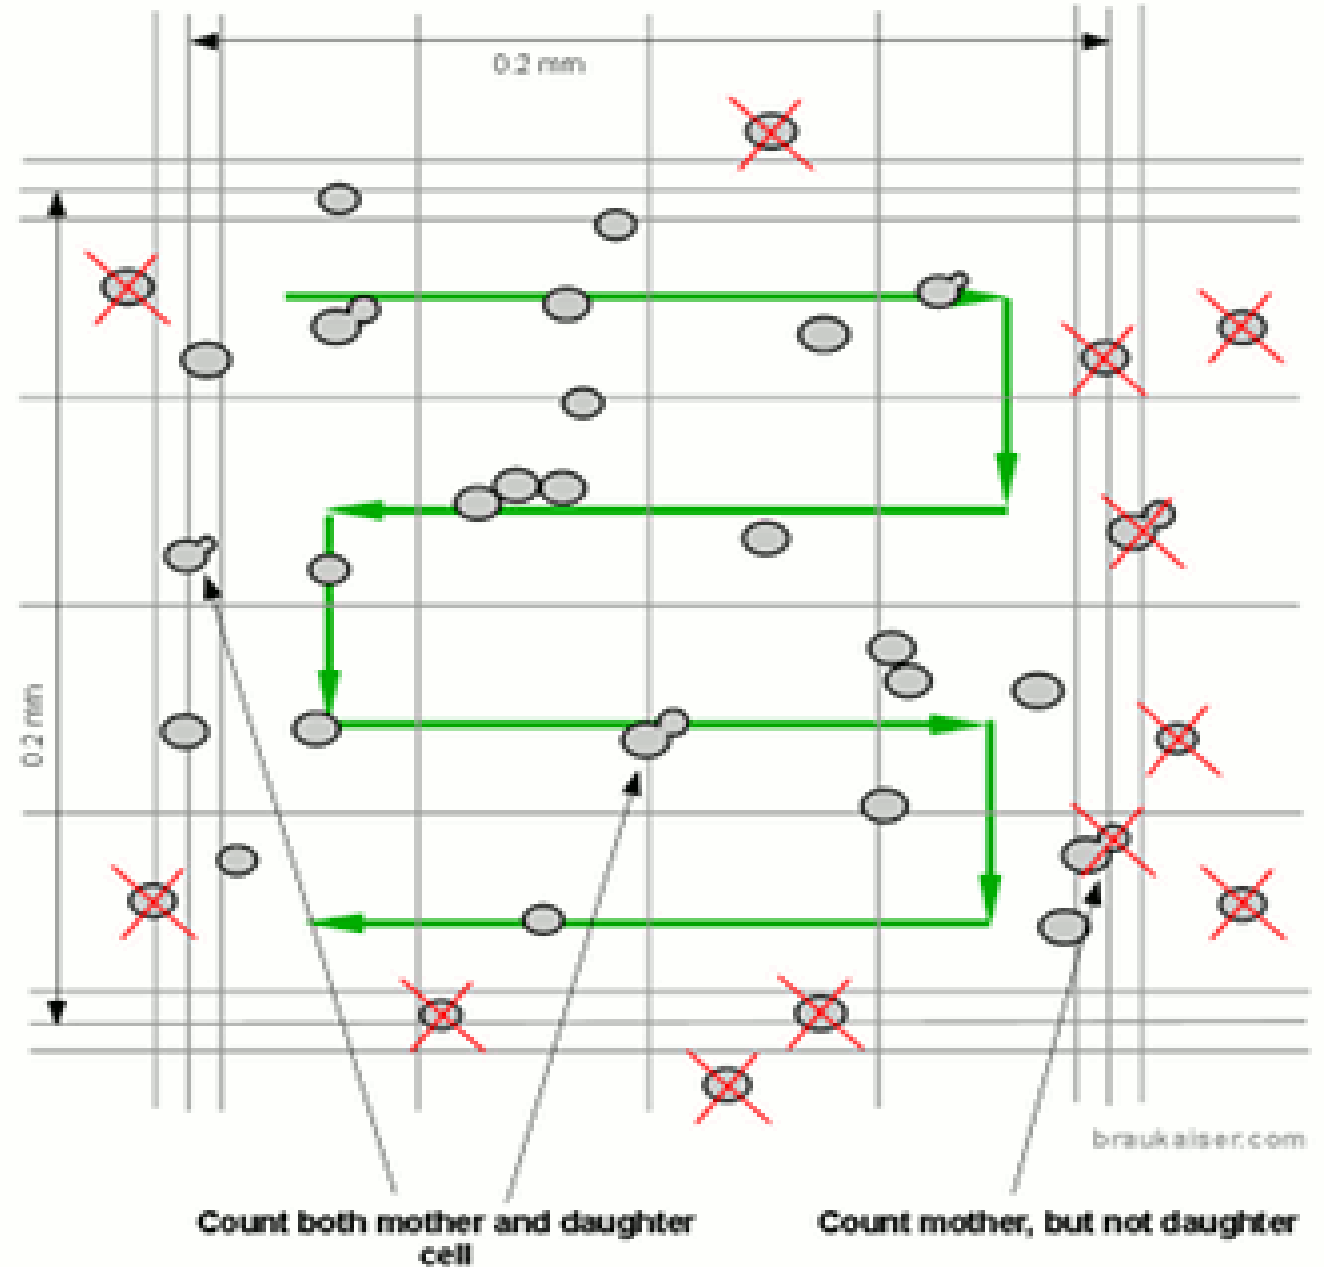 0.2 mm
0.2 mm
braukaiser.com
Count both mother and daughter
cell
Count mother, but not daughter